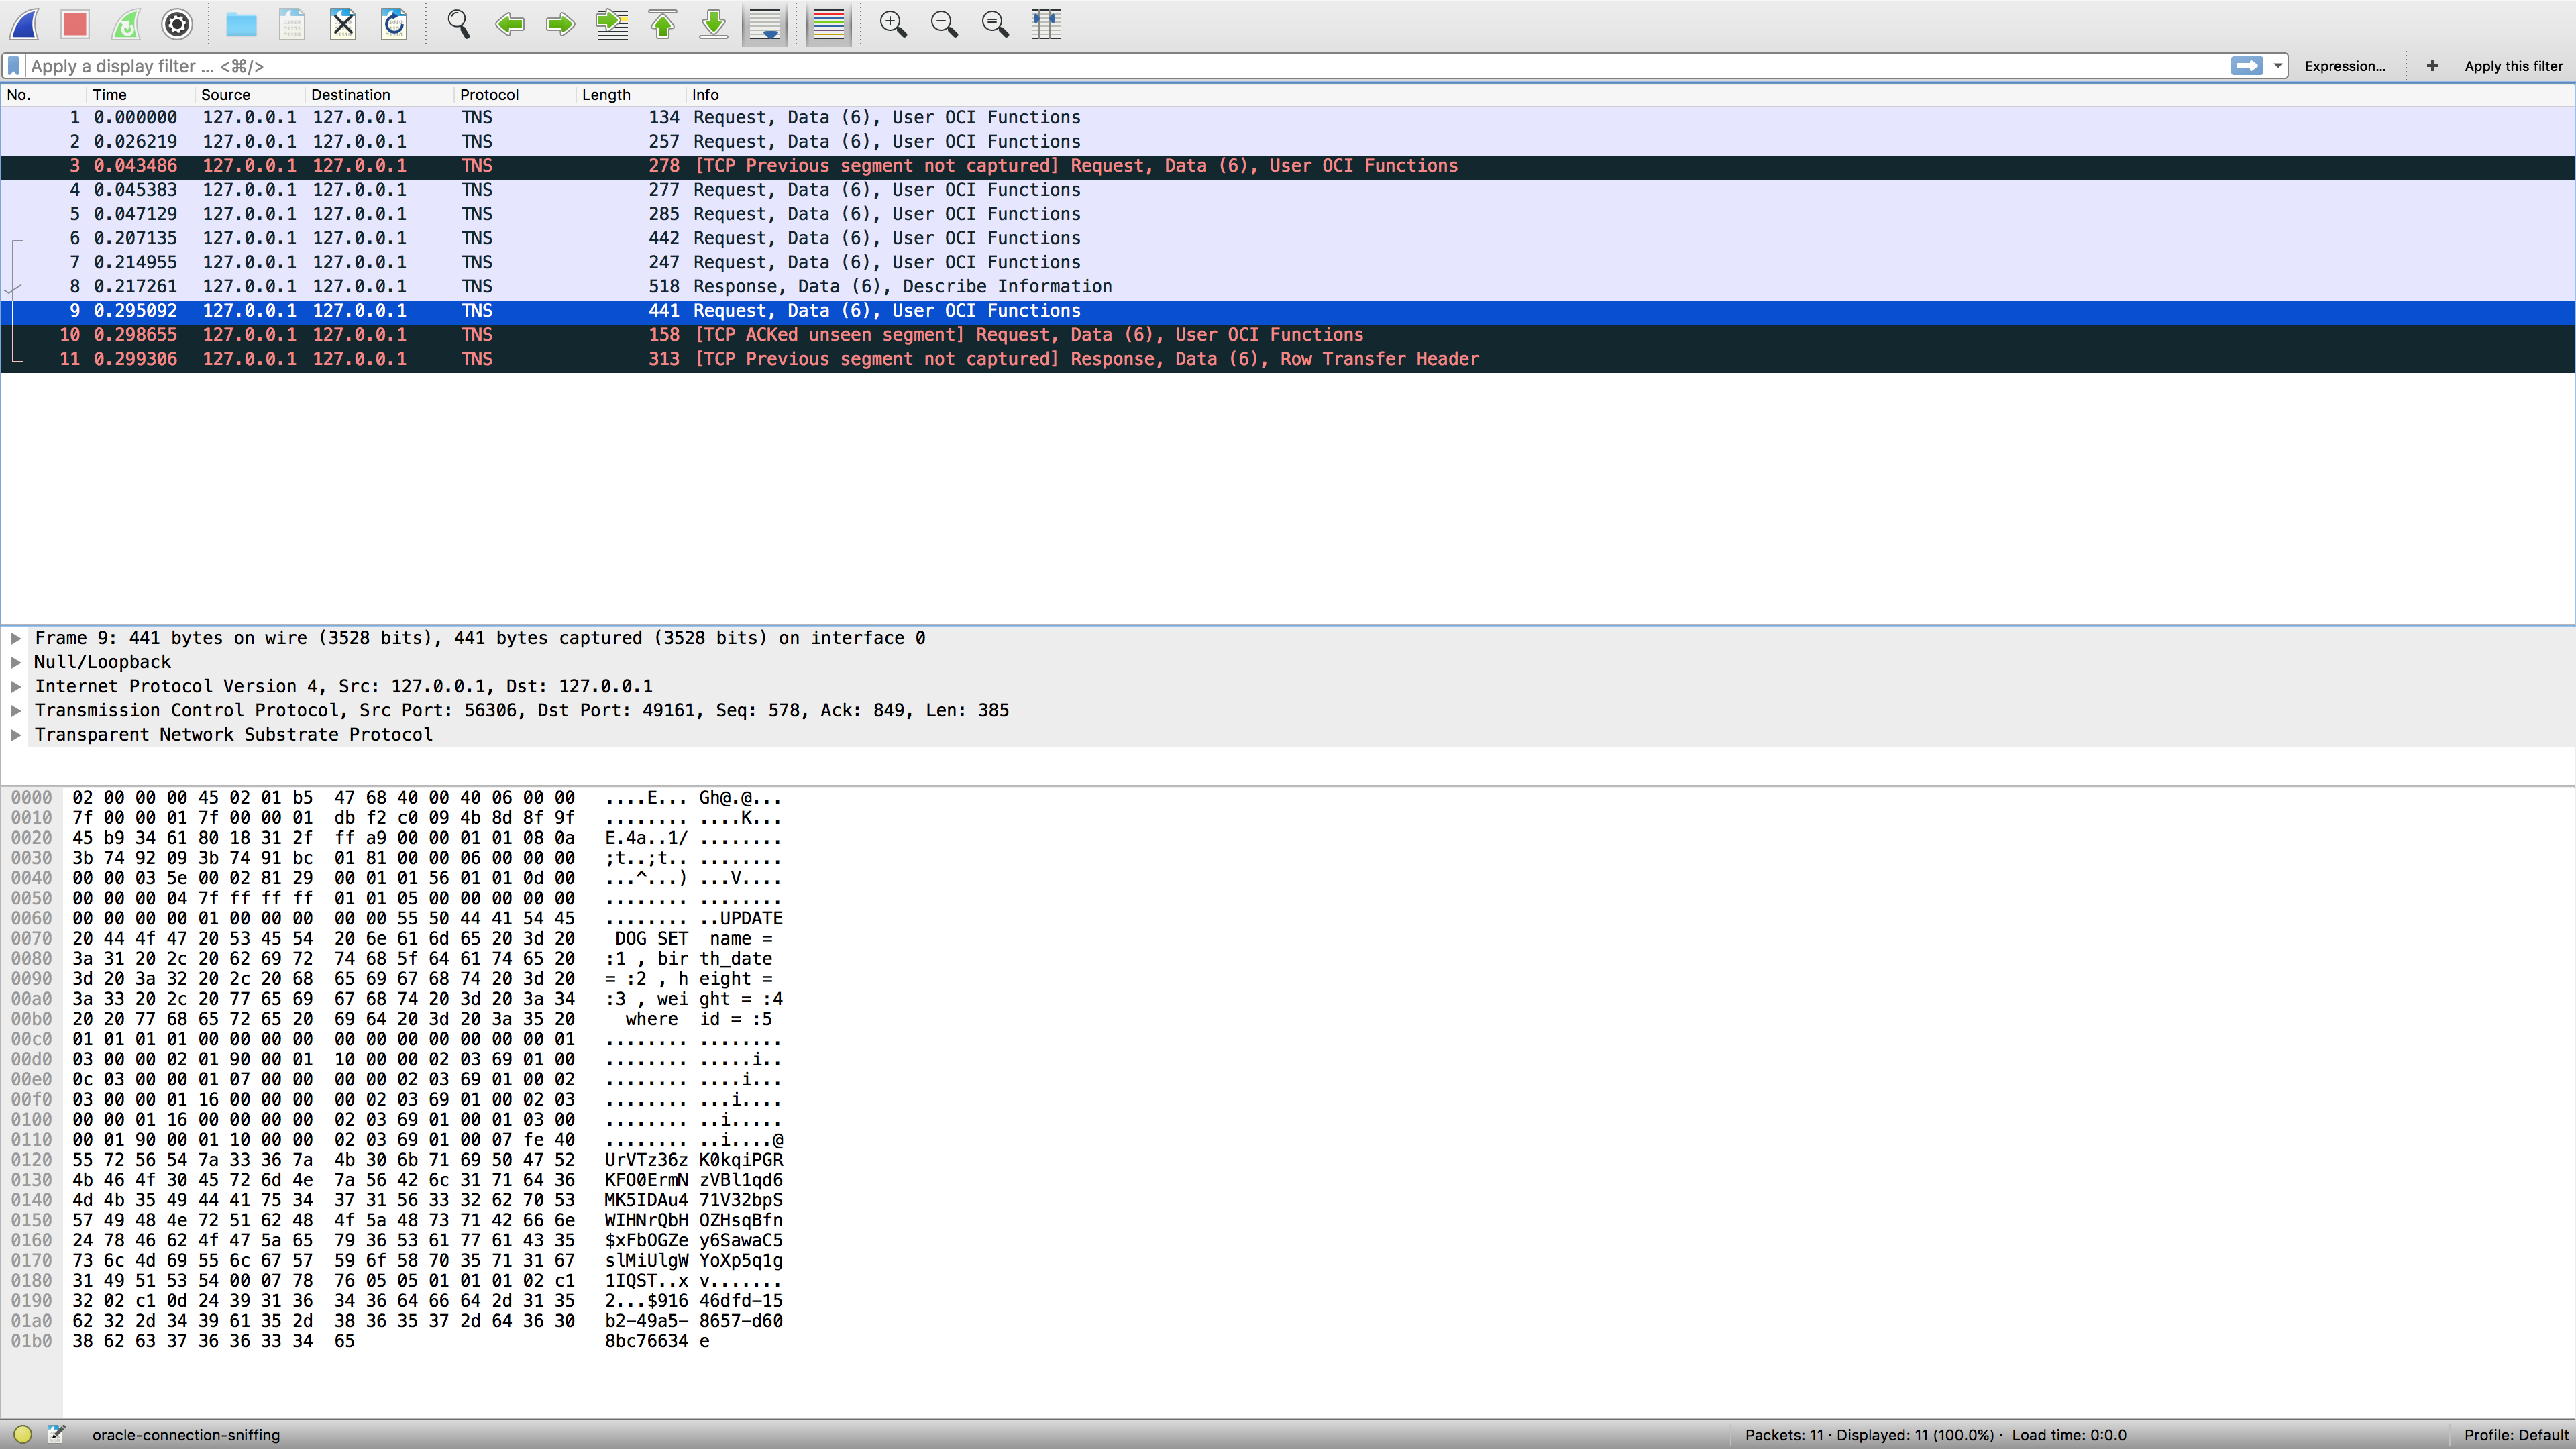 Apply a display filter ... <⌘/>
Expression...
+
Apply this filter
No. Time Source Destination Protocol Length Info
1 0.000000 127.0.0.1 127.0.0.1 TNS 134 Request, Data (6), User OCI Functions
2 0.026219 127.0.0.1 127.0.0.1 TNS 257 Request, Data (6), User OCI Functions
3 0.043486 127.0.0.1 127.0.0.1 TNS 278 [TCP Previous segment not captured] Request, Data (6), User OCI Functions
4 0.045383 127.0.0.1 127.0.0.1 TNS 277 Request, Data (6), User OCI Functions
5 0.047129 127.0.0.1 127.0.0.1 TNS 285 Request, Data (6), User OCI Functions
6 0.207135 127.0.0.1 127.0.0.1 TNS 442 Request, Data (6), User OCI Functions
7 0.214955 127.0.0.1 127.0.0.1 TNS 247 Request, Data (6), User OCI Functions
8 0.217261 127.0.0.1 127.0.0.1 TNS 518 Response, Data (6), Describe Information
9 0.295092 127.0.0.1 127.0.0.1 TNS 441 Request, Data (6), User OCI Functions
10 0.298655 127.0.0.1 127.0.0.1 TNS 158 [TCP ACKed unseen segment] Request, Data (6), User OCI Functions
11 0.299306 127.0.0.1 127.0.0.1 TNS 313 [TCP Previous segment not captured] Response, Data (6), Row Transfer Header
Frame 9: 441 bytes on wire (3528 bits), 441 bytes captured (3528 bits) on interface 0
Null/Loopback
Internet Protocol Version 4, Src: 127.0.0.1, Dst: 127.0.0.1
Transmission Control Protocol, Src Port: 56306, Dst Port: 49161, Seq: 578, Ack: 849, Len: 385
Transparent Network Substrate Protocol
0000 02 00 00 00 45 02 01 b5 47 68 40 00 40 06 00 00 ....E... Gh@.@...
0010 7f 00 00 01 7f 00 00 01 db f2 c0 09 4b 8d 8f 9f ........ ....K...
0020 45 b9 34 61 80 18 31 2f ff a9 00 00 01 01 08 0a E.4a..1/ ........
0030 3b 74 92 09 3b 74 91 bc 01 81 00 00 06 00 00 00 ;t..;t.. ........
0040 00 00 03 5e 00 02 81 29 00 01 01 56 01 01 0d 00 ...^...) ...V....
0050 00 00 00 04 7f ff ff ff 01 01 05 00 00 00 00 00 ........ ........
0060 00 00 00 00 01 00 00 00 00 00 55 50 44 41 54 45 ........ ..UPDATE
0070 20 44 4f 47 20 53 45 54 20 6e 61 6d 65 20 3d 20 DOG SET name =
0080 3a 31 20 2c 20 62 69 72 74 68 5f 64 61 74 65 20 :1 , bir th_date
0090 3d 20 3a 32 20 2c 20 68 65 69 67 68 74 20 3d 20 = :2 , h eight =
00a0 3a 33 20 2c 20 77 65 69 67 68 74 20 3d 20 3a 34 :3 , wei ght = :4
00b0 20 20 77 68 65 72 65 20 69 64 20 3d 20 3a 35 20 where id = :5
00c0 01 01 01 01 00 00 00 00 00 00 00 00 00 00 00 01 ........ ........
00d0 03 00 00 02 01 90 00 01 10 00 00 02 03 69 01 00 ........ .....i..
00e0 0c 03 00 00 01 07 00 00 00 00 02 03 69 01 00 02 ........ ....i...
00f0 03 00 00 01 16 00 00 00 00 02 03 69 01 00 02 03 ........ ...i....
0100 00 00 01 16 00 00 00 00 02 03 69 01 00 01 03 00 ........ ..i.....
0110 00 01 90 00 01 10 00 00 02 03 69 01 00 07 fe 40 ........ ..i....@
0120 55 72 56 54 7a 33 36 7a 4b 30 6b 71 69 50 47 52 UrVTz36z K0kqiPGR
0130 4b 46 4f 30 45 72 6d 4e 7a 56 42 6c 31 71 64 36 KFO0ErmN zVBl1qd6
0140 4d 4b 35 49 44 41 75 34 37 31 56 33 32 62 70 53 MK5IDAu4 71V32bpS
0150 57 49 48 4e 72 51 62 48 4f 5a 48 73 71 42 66 6e WIHNrQbH OZHsqBfn
0160 24 78 46 62 4f 47 5a 65 79 36 53 61 77 61 43 35 $xFbOGZe y6SawaC5
0170 73 6c 4d 69 55 6c 67 57 59 6f 58 70 35 71 31 67 slMiUlgW YoXp5q1g
0180 31 49 51 53 54 00 07 78 76 05 05 01 01 01 02 c1 1IQST..x v.......
0190 32 02 c1 0d 24 39 31 36 34 36 64 66 64 2d 31 35 2...$916 46dfd-15
01a0 62 32 2d 34 39 61 35 2d 38 36 35 37 2d 64 36 30 b2-49a5- 8657-d60
01b0 38 62 63 37 36 36 33 34 65 8bc76634 e
oracle-connection-sniffing
Packets: 11 · Displayed: 11 (100.0%) · Load time: 0:0.0
Profile: Default